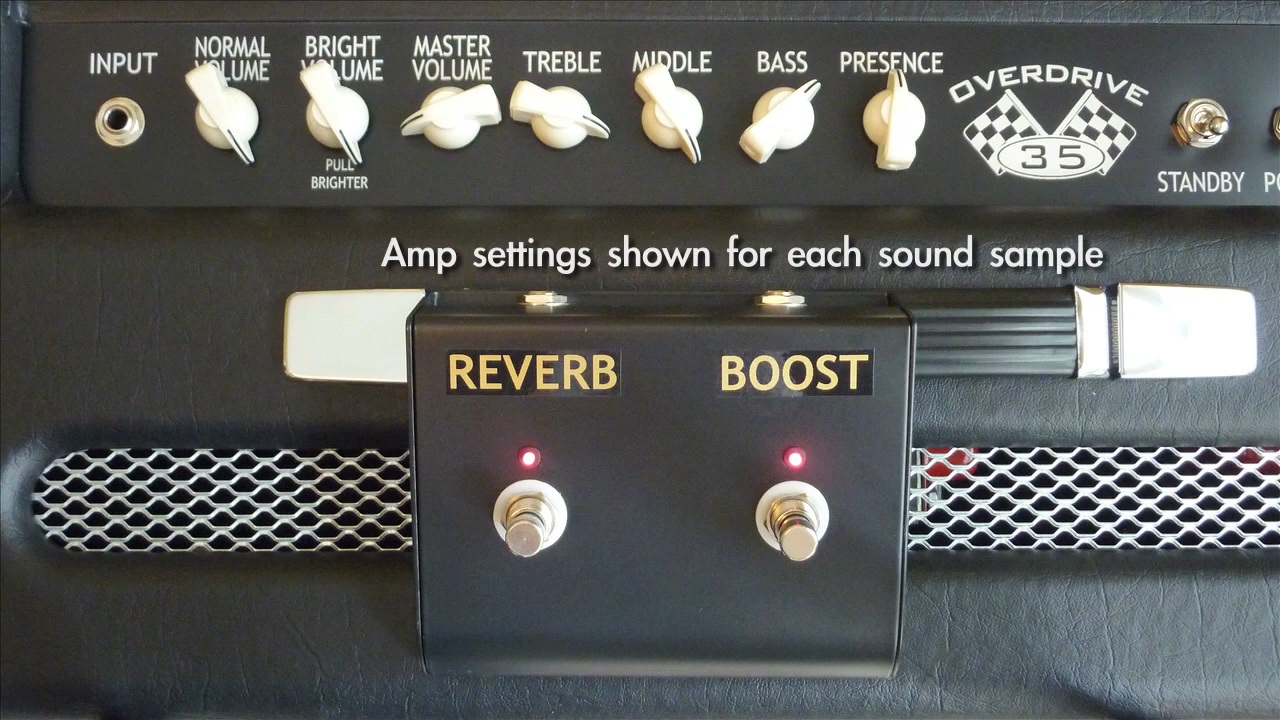 INPUT
NORMAL
VOLUME
BRIGHT
VOLUME
PULL
BRIGHTER
MASTER
VOLUME
TREBLE
MIDDLE
BASS
PRESENCE
OVERDRIVE
35
STANDBY
Amp settings shown for each sound sample
REVERB
BOOST